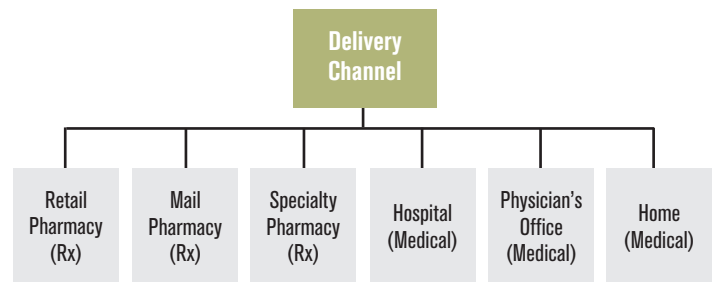 Delivery
Channel
Retail
Pharmacy
(Rx)
Mail
Pharmacy
(Rx)
Specialty
Pharmacy
(Rx)
Hospital
(Medical)
Physician’s
Office
(Medical)
Home
(Medical)